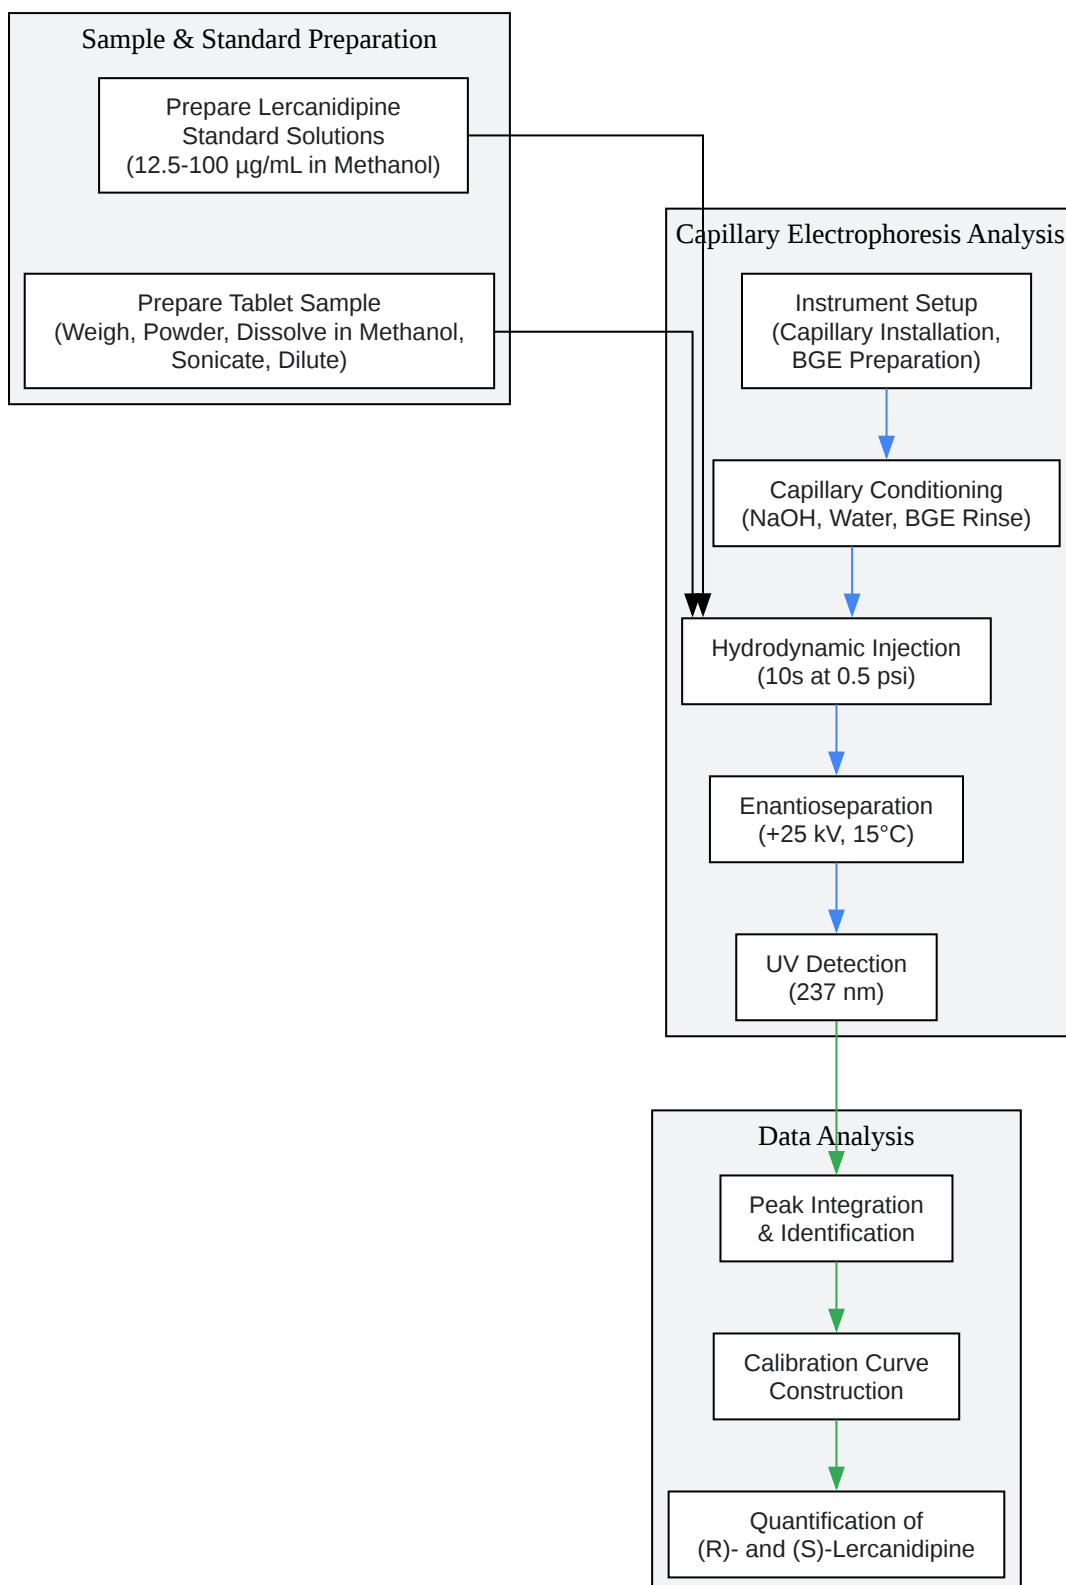 Sample & Standard Preparation
Prepare Lercanidipine
Standard Solutions
(12.5-100 µg/mL in Methanol)
Prepare Tablet Sample
(Weigh, Powder, Dissolve in Methanol,
Sonicate, Dilute)
Capillary Electrophoresis Analysis
Instrument Setup
(Capillary Installation,
BGE Preparation)
Capillary Conditioning
(NaOH, Water, BGE Rinse)
Hydrodynamic Injection
(10s at 0.5 psi)
Enantioseparation
(+25 kV, 15°C)
UV Detection
(237 nm)
Data Analysis
Peak Integration
& Identification
Calibration Curve
Construction
Quantification of
(R)- and (S)-Lercanidipine